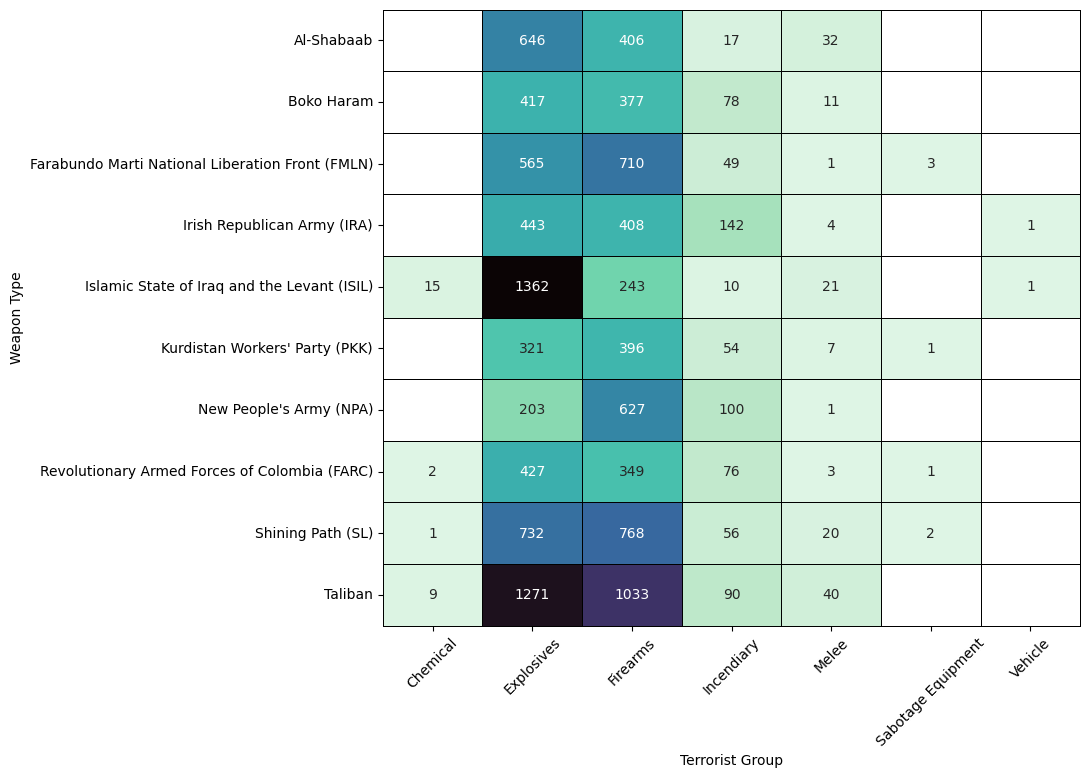 Al-Shabaab 646 406 17 32
Boko Haram 417 377 78 11
Farabundo Marti National Liberation Front (FMLN) 565 710 49 1 3
Irish Republican Army (IRA) 443 408 142 4 1
Islamic State of Iraq and the Levant (ISIL) 15 1362 243 10 21 1
Kurdistan Workers' Party (PKK) 321 396 54 7 1
New People's Army (NPA) 203 627 100 1
Revolutionary Armed Forces of Colombia (FARC) 2 427 349 76 3 1
Shining Path (SL) 1 732 768 56 20 2
Taliban 9 1271 1033 90 40
Weapon Type
Chemical Explosives Firearms Incendiary Melee Sabotage Equipment Vehicle
Terrorist Group